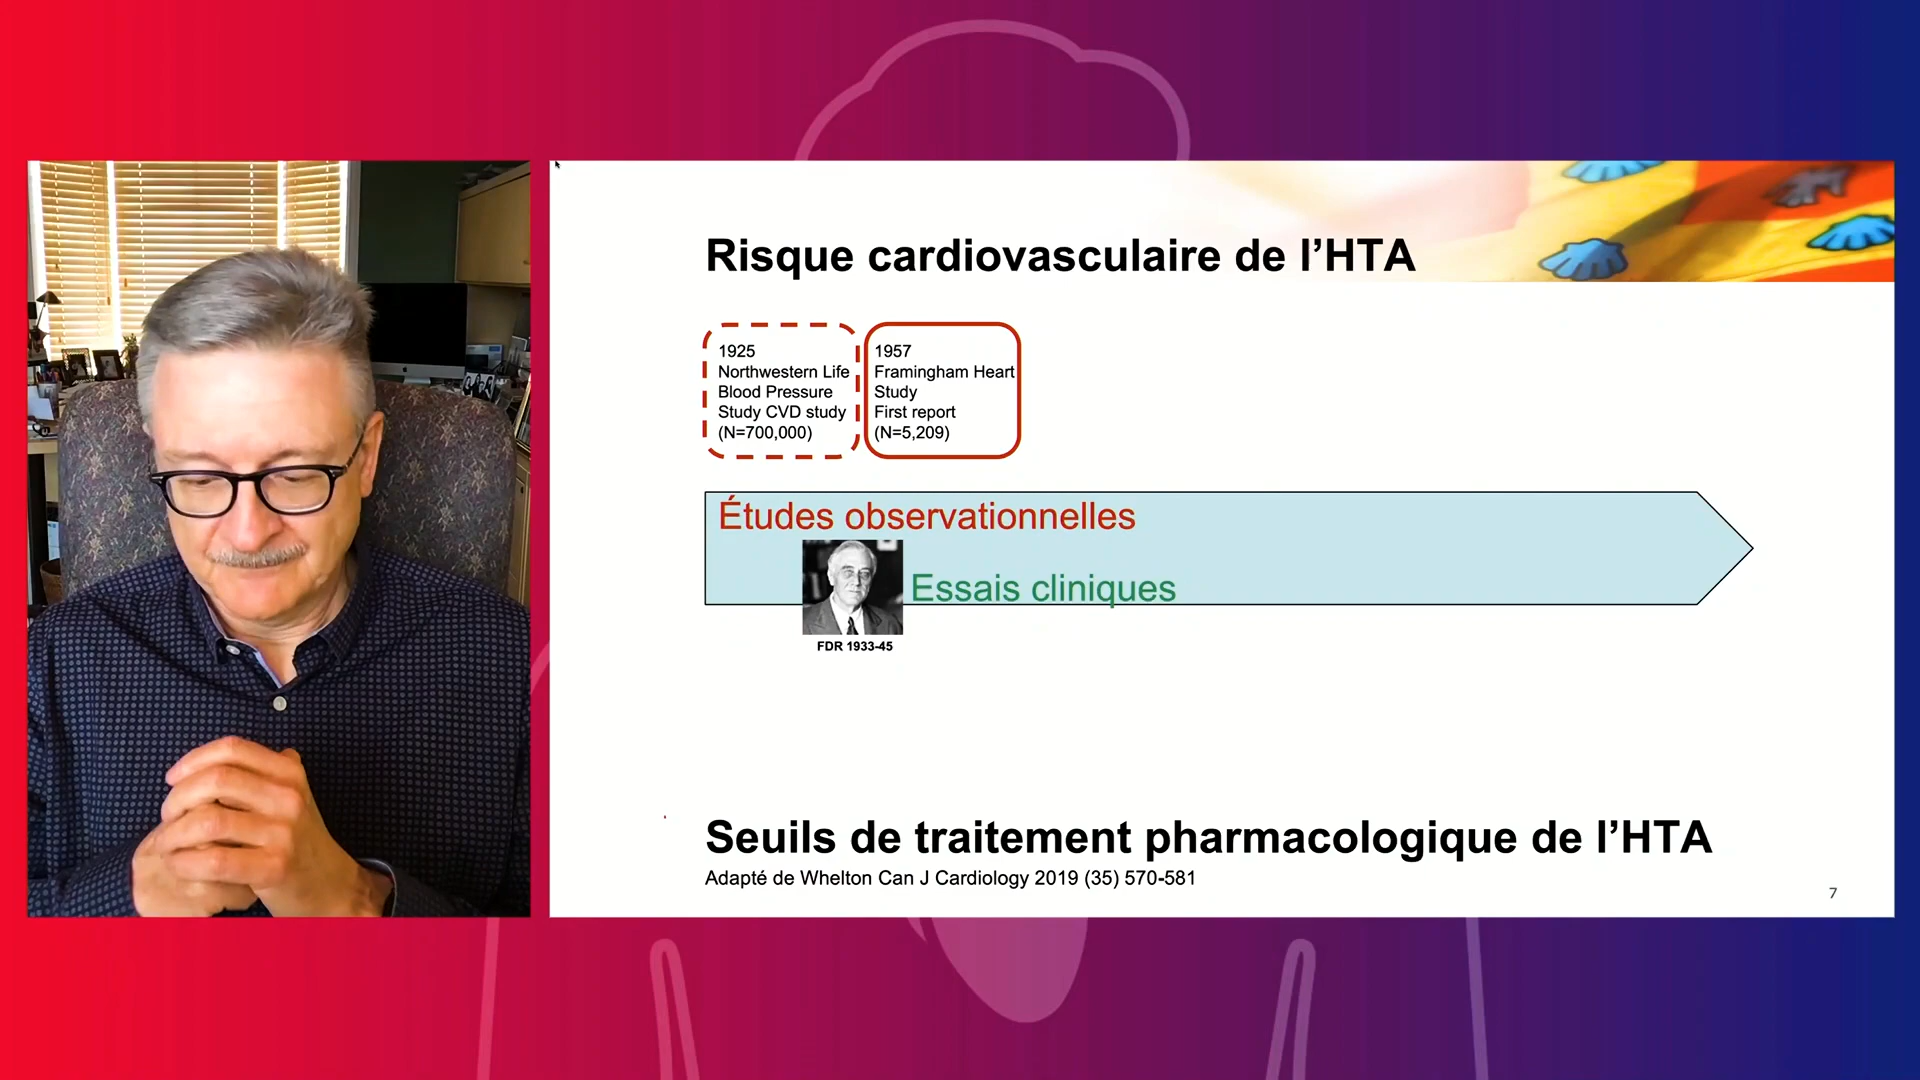 Risque cardiovasculaire de l’HTA
1925
Northwestern Life
Blood Pressure
Study CVD study
(N=700,000)
1957
Framingham Heart
Study
First report
(N=5,209)
Études observationnelles
Essais cliniques
FDR 1933-45
Seuils de traitement pharmacologique de l’HTA
Adapté de Whelton Can J Cardiology 2019 (35) 570-581
7